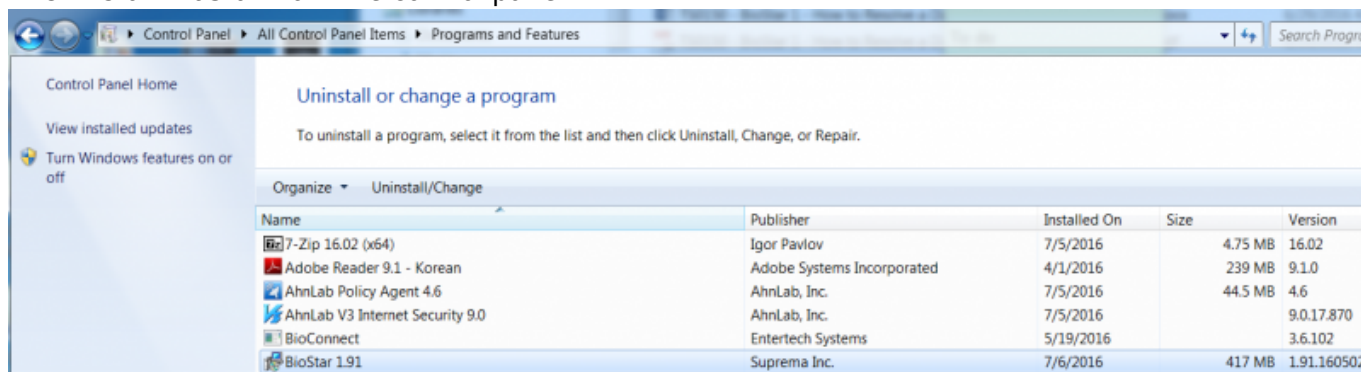 Control Panel ▸ All Control Panel Items ▸ Programs and Features
Search Progra
Control Panel Home
View installed updates
Turn Windows features on or
off
Uninstall or change a program
To uninstall a program, select it from the list and then click Uninstall, Change, or Repair.
Organize Uninstall/Change
Name Publisher Installed On Size Version
7-Zip 16.02 (x64) Igor Pavlov 7/5/2016 4.75 MB 16.02
Adobe Reader 9.1 - Korean Adobe Systems Incorporated 4/1/2016 239 MB 9.1.0
AhnLab Policy Agent 4.6 AhnLab, Inc. 7/5/2016 44.5 MB 4.6
AhnLab V3 Internet Security 9.0 AhnLab, Inc. 7/5/2016 9.0.17.870
BioConnect Entertech Systems 5/19/2016 3.6.102
BioStar 1.91 Suprema Inc. 7/6/2016 417 MB 1.91.160502